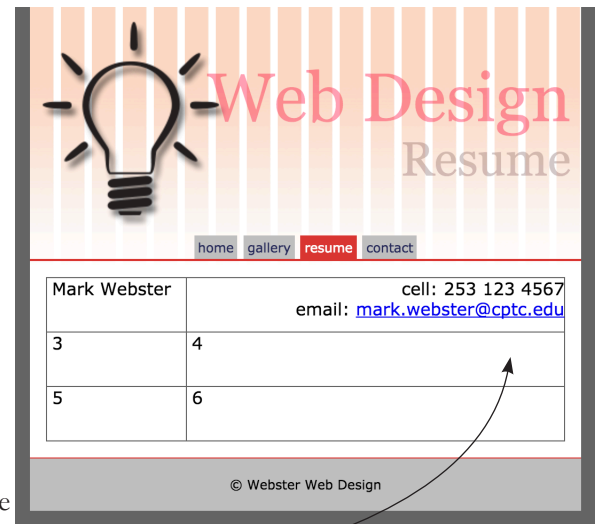 Web Design
Resume
home gallery resume contact
Mark Webster
cell: 253 123 4567
email: mark.webster@cptc.edu
3 4
5 6
© Webster Web Design
e